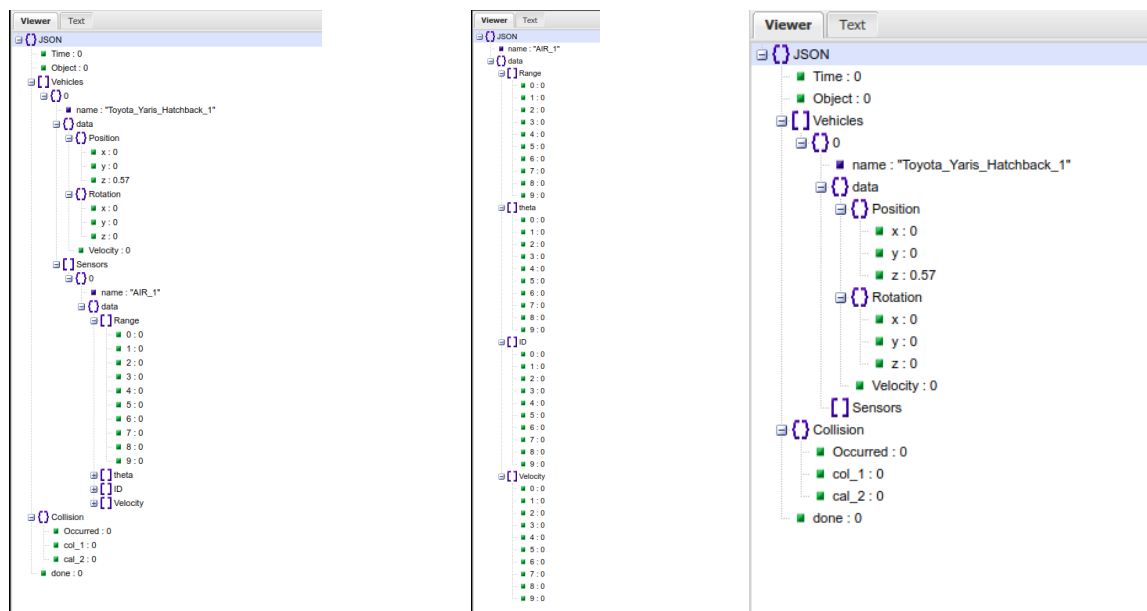 Viewer Text
{} JSON
Time : 0
Object : 0
[ ] Vehicles
{} 0
name : "Toyota_Yaris_Hatchback_1"
{} data
{} Position
x : 0
y : 0
z : 0.57
{} Rotation
x : 0
y : 0
z : 0
Velocity : 0
[ ] Sensors
{} 0
name : "AIR_1"
{} data
[ ] Range
0 : 0
1 : 0
2 : 0
3 : 0
4 : 0
5 : 0
6 : 0
7 : 0
8 : 0
9 : 0
[ ] theta
[ ] ID
[ ] Velocity
{} Collision
Occurred : 0
col_1 : 0
cal_2 : 0
done : 0
Viewer Text
{} JSON
name : "AIR_1"
{} data
[ ] Range
0 : 0
1 : 0
2 : 0
3 : 0
4 : 0
5 : 0
6 : 0
7 : 0
8 : 0
9 : 0
[ ] theta
0 : 0
1 : 0
2 : 0
3 : 0
4 : 0
5 : 0
6 : 0
7 : 0
8 : 0
9 : 0
[ ] ID
0 : 0
1 : 0
2 : 0
3 : 0
4 : 0
5 : 0
6 : 0
7 : 0
8 : 0
9 : 0
[ ] Velocity
0 : 0
1 : 0
2 : 0
3 : 0
4 : 0
5 : 0
6 : 0
7 : 0
8 : 0
9 : 0
Viewer Text
{} JSON
Time : 0
Object : 0
[ ] Vehicles
{} 0
name : "Toyota_Yaris_Hatchback_1"
{} data
{} Position
x : 0
y : 0
z : 0.57
{} Rotation
x : 0
y : 0
z : 0
Velocity : 0
[ ] Sensors
{} Collision
Occurred : 0
col_1 : 0
cal_2 : 0
done : 0